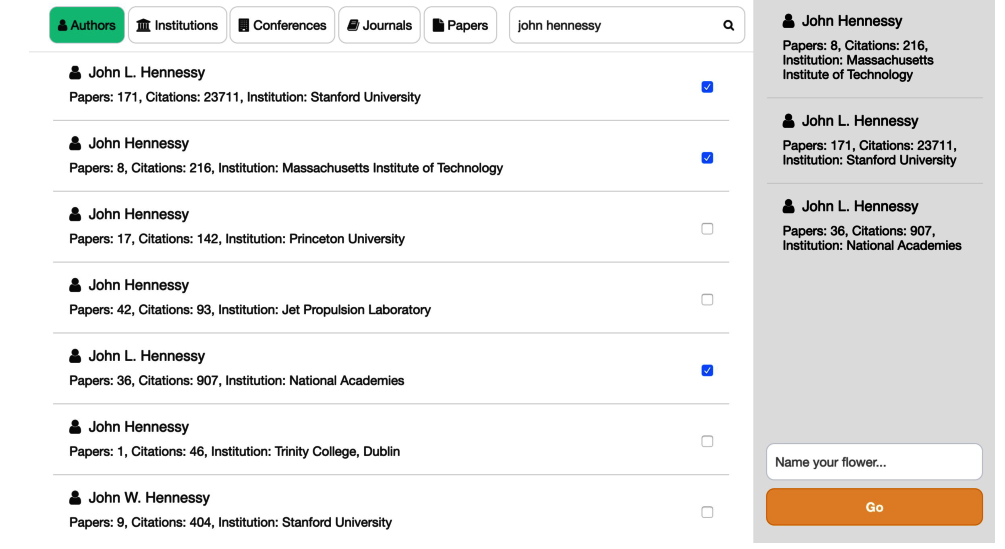 Authors Institutions Conferences Journals Papers john hennessy
John L. Hennessy
Papers: 171, Citations: 23711, Institution: Stanford University
John Hennessy
Papers: 8, Citations: 216, Institution: Massachusetts Institute of Technology
John Hennessy
Papers: 17, Citations: 142, Institution: Princeton University
John Hennessy
Papers: 42, Citations: 93, Institution: Jet Propulsion Laboratory
John L. Hennessy
Papers: 36, Citations: 907, Institution: National Academies
John Hennessy
Papers: 1, Citations: 46, Institution: Trinity College, Dublin
John W. Hennessy
Papers: 9, Citations: 404, Institution: Stanford University
John Hennessy
Papers: 8, Citations: 216,
Institution: Massachusetts
Institute of Technology
John L. Hennessy
Papers: 171, Citations: 23711,
Institution: Stanford University
John L. Hennessy
Papers: 36, Citations: 907,
Institution: National Academies
Name your flower...
Go